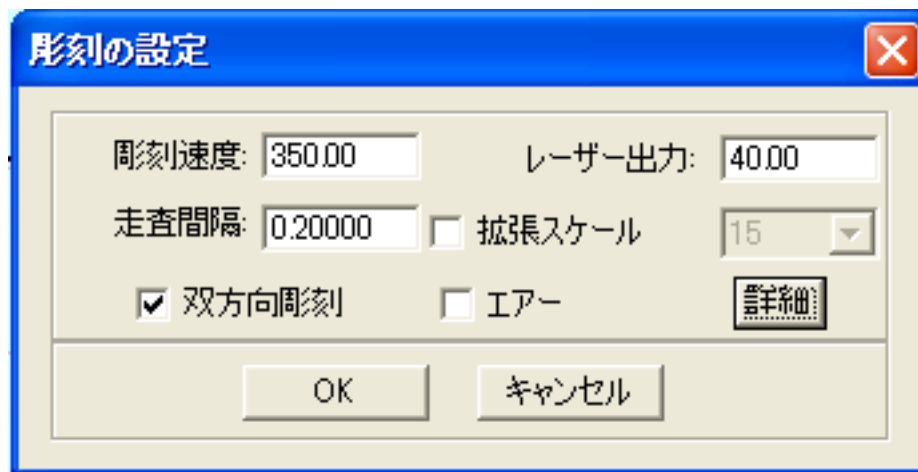 彫刻の設定
彫刻速度: 350.00 レーザー出力: 40.00
走査間隔: 0.20000 拡張スケール 15
双方向彫刻 エアー 詳細
OK キャンセル